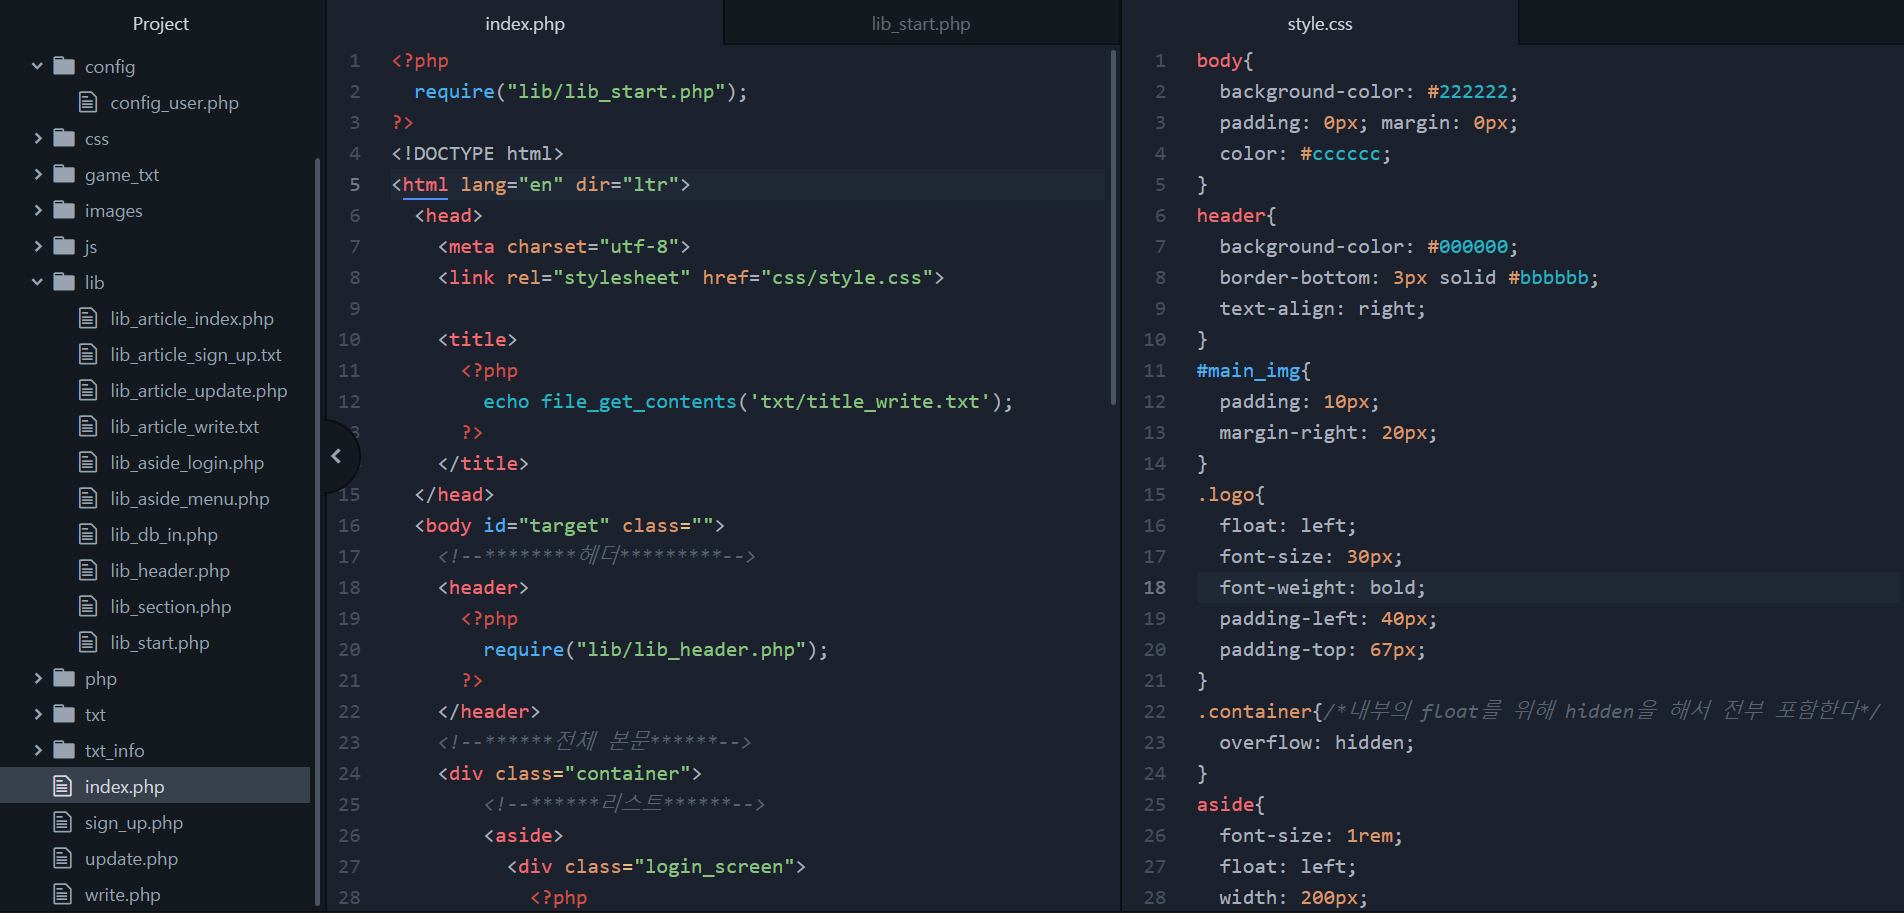 Project
config
config_user.php
css
game_txt
images
js
lib
lib_article_index.php
lib_article_sign_up.txt
lib_article_update.php
lib_article_write.txt
lib_aside_login.php
lib_aside_menu.php
lib_db_in.php
lib_header.php
lib_section.php
lib_start.php
php
txt
txt_info
index.php
sign_up.php
update.php
write.php
index.php
lib_start.php
1 <?php
2   require("lib/lib_start.php");
3 ?>
4 <!DOCTYPE html>
5 <html lang="en" dir="ltr">
6   <head>
7     <meta charset="utf-8">
8     <link rel="stylesheet" href="css/style.css">
9
10     <title>
11       <?php
12         echo file_get_contents('txt/title_write.txt');
3       ?>
    </title>
15   </head>
16   <body id="target" class="">
17     <!--********헤더*********-->
18     <header>
19       <?php
20         require("lib/lib_header.php");
21       ?>
22     </header>
23     <!--******전체 본문******-->
24     <div class="container">
25         <!--******리스트******-->
26         <aside>
27           <div class="login_screen">
28             <?php
style.css
1 body{
2   background-color: #222222;
3   padding: 0px; margin: 0px;
4   color: #cccccc;
5 }
6 header{
7   background-color: #000000;
8   border-bottom: 3px solid #bbbbbb;
9   text-align: right;
10 }
11 #main_img{
12   padding: 10px;
13   margin-right: 20px;
14 }
15 .logo{
16   float: left;
17   font-size: 30px;
18   font-weight: bold;
19   padding-left: 40px;
20   padding-top: 67px;
21 }
22 .container{/*내부의 float를 위해 hidden을 해서 전부 포함한다*/
23   overflow: hidden;
24 }
25 aside{
26   font-size: 1rem;
27   float: left;
28   width: 200px;